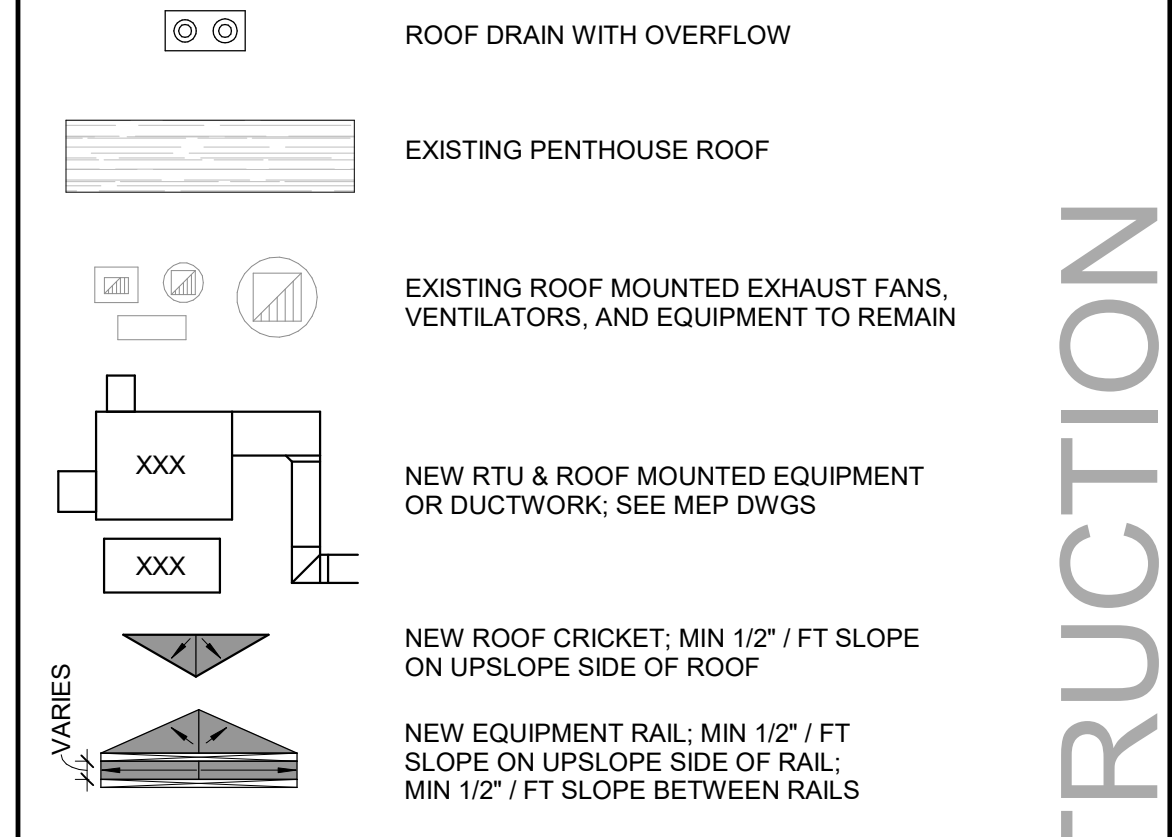 ROOF DRAIN WITH OVERFLOW
EXISTING PENTHOUSE ROOF
EXISTING ROOF MOUNTED EXHAUST FANS,
VENTILATORS, AND EQUIPMENT TO REMAIN
XXX
XXX
NEW RTU & ROOF MOUNTED EQUIPMENT
OR DUCTWORK; SEE MEP DWGS
NEW ROOF CRICKET; MIN 1/2" / FT SLOPE
ON UPSLOPE SIDE OF ROOF
VARIES
NEW EQUIPMENT RAIL; MIN 1/2" / FT
SLOPE ON UPSLOPE SIDE OF RAIL;
MIN 1/2" / FT SLOPE BETWEEN RAILS
TRUCTION